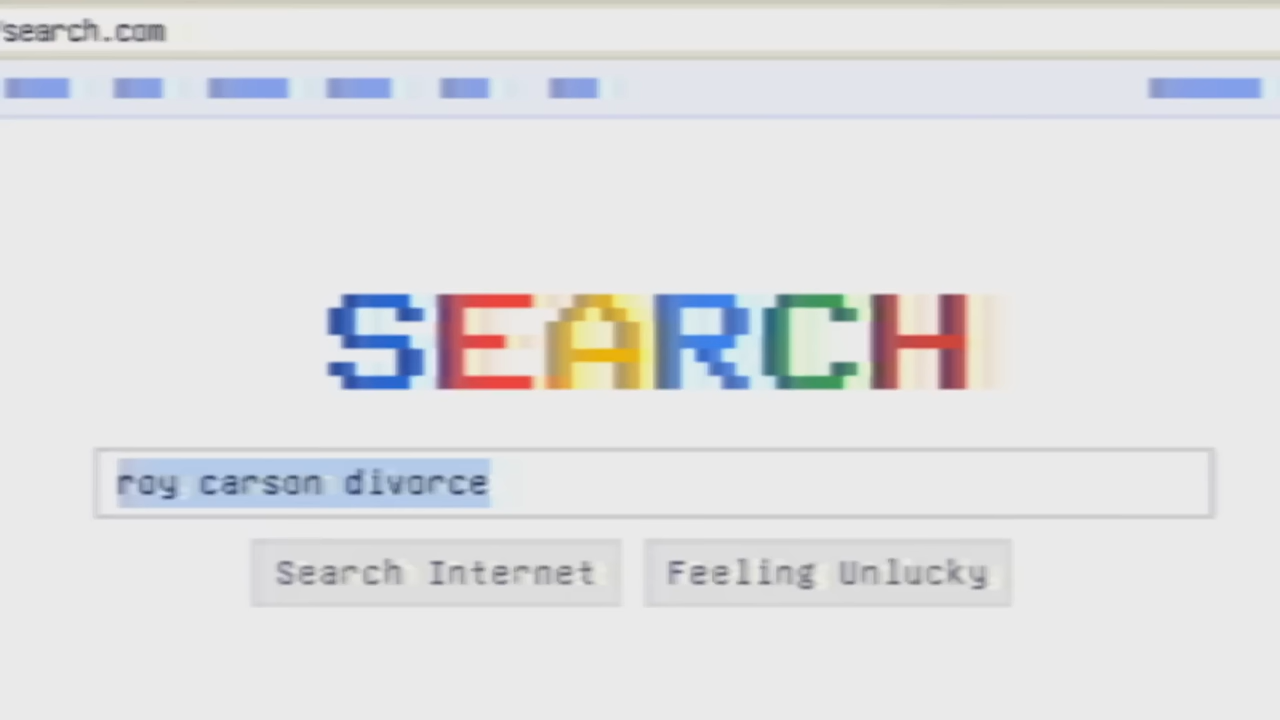 search.com
SEARCH
roy carson divorce
Search Internet
Feeling Unlucky